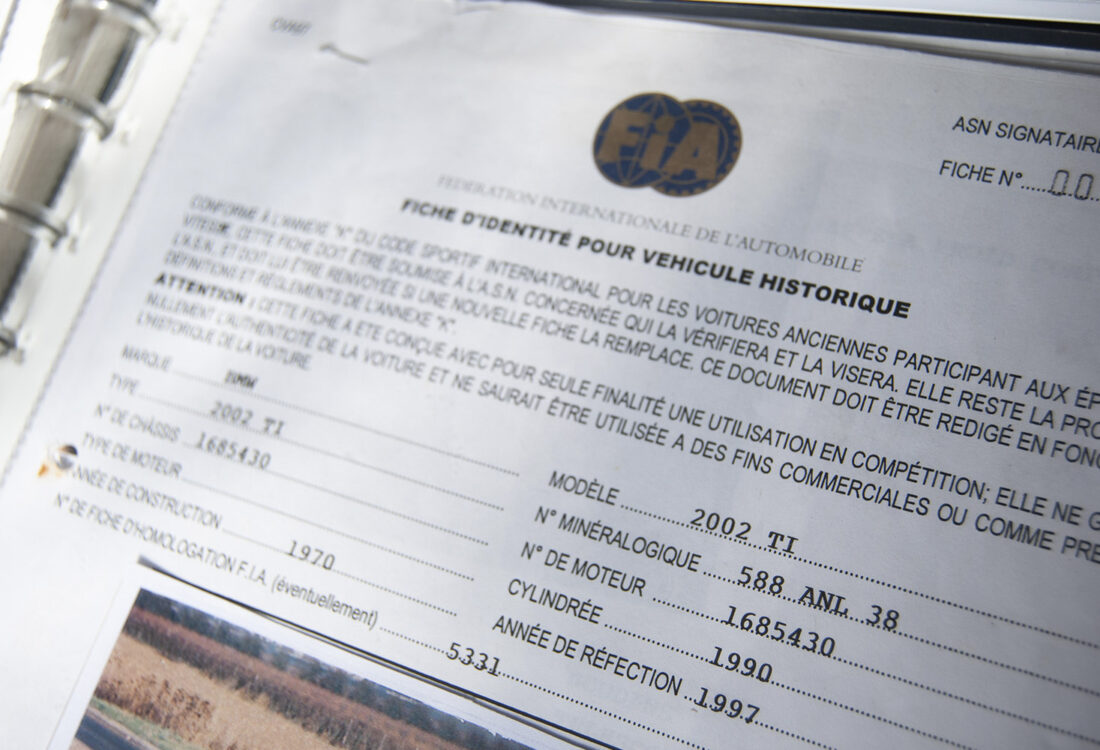 FIA
ASN SIGNATAIRE
FICHE N° 00
FEDERATION INTERNATIONALE DE L'AUTOMOBILE
FICHE D'IDENTITÉ POUR VEHICULE HISTORIQUE
CONFORME À L'ANNEXE "K" DU CODE SPORTIF INTERNATIONAL POUR LES VOITURES ANCIENNES PARTICIPANT AUX ÉP
VITESSE. CETTE FICHE DOIT ÊTRE SOUMISE À L'A.S.N. CONCERNÉE QUI LA VÉRIFIERA ET LA VISERA. ELLE RESTE LA PRO
L'A.S.N. ET DOIT LUI ÊTRE RENVOYÉE SI UNE NOUVELLE FICHE LA REMPLACE. CE DOCUMENT DOIT ÊTRE REDIGÉ EN FONC
DÉFINITIONS ET RÉGLEMENTS DE L'ANNEXE "K".
ATTENTION : CETTE FICHE A ETE CONÇUE AVEC POUR SEULE FINALITÉ UNE UTILISATION EN COMPÉTITION; ELLE NE G
NULLEMENT L'AUTHENTICITÉ DE LA VOITURE ET NE SAURAIT ÊTRE UTILISÉE A DES FINS COMMERCIALES OU COMME PRE
L'HISTORIQUE DE LA VOITURE.
MARQUE BMW
TYPE 2002 TI
N° DE CHÂSSIS 1685430
TYPE DE MOTEUR
ANNÉE DE CONSTRUCTION 1970
N° DE FICHE D'HOMOLOGATION F.I.A. (éventuellement) 5331
MODÈLE 2002 TI
N° MINÉRALOGIQUE 588 ANL 38
N° DE MOTEUR 1685430
CYLINDRÉE 1990
ANNÉE DE RÉFECTION 1997